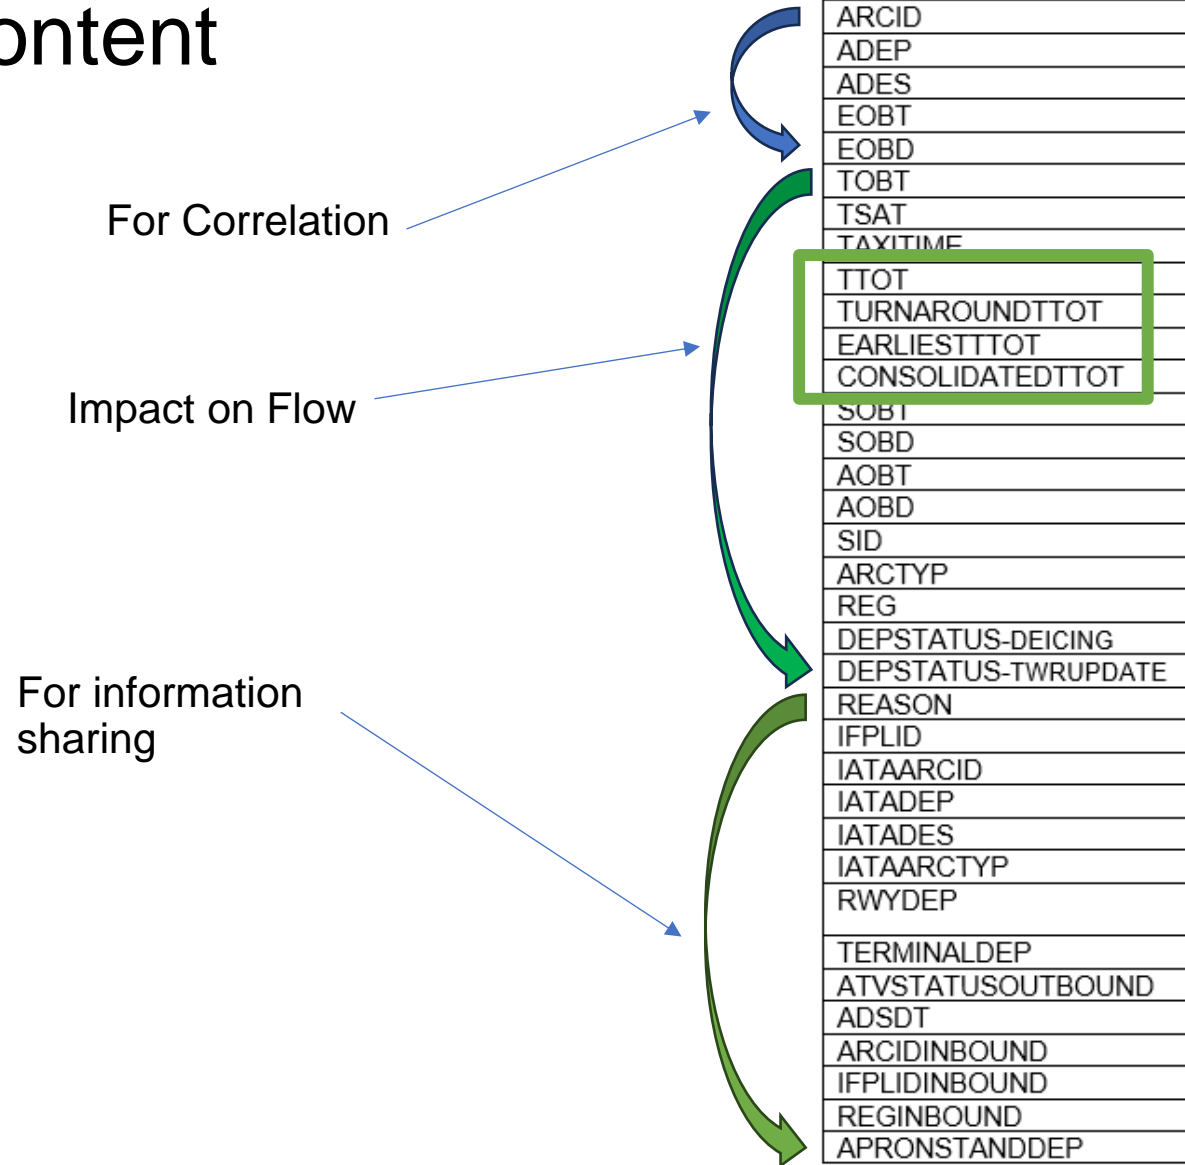 ontent
For Correlation
Impact on Flow
For information
sharing
ARCID
ADEP
ADES
EOBT
EOBD
TOBT
TSAT
TAXITIME
TTOT
TURNAROUNDTTOT
EARLIESTTTOT
CONSOLIDATEDTTOT
SOBT
SOBD
AOBT
AOBD
SID
ARCTYP
REG
DEPSTATUS-DEICING
DEPSTATUS-TWRUPDATE
REASON
IFPLID
IATAARCID
IATADEP
IATADES
IATAARCTYP
RWYDEP
TERMINALDEP
ATVSTATUSOUTBOUND
ADSDT
ARCIDINBOUND
IFPLIDINBOUND
REGINBOUND
APRONSTANDDEP